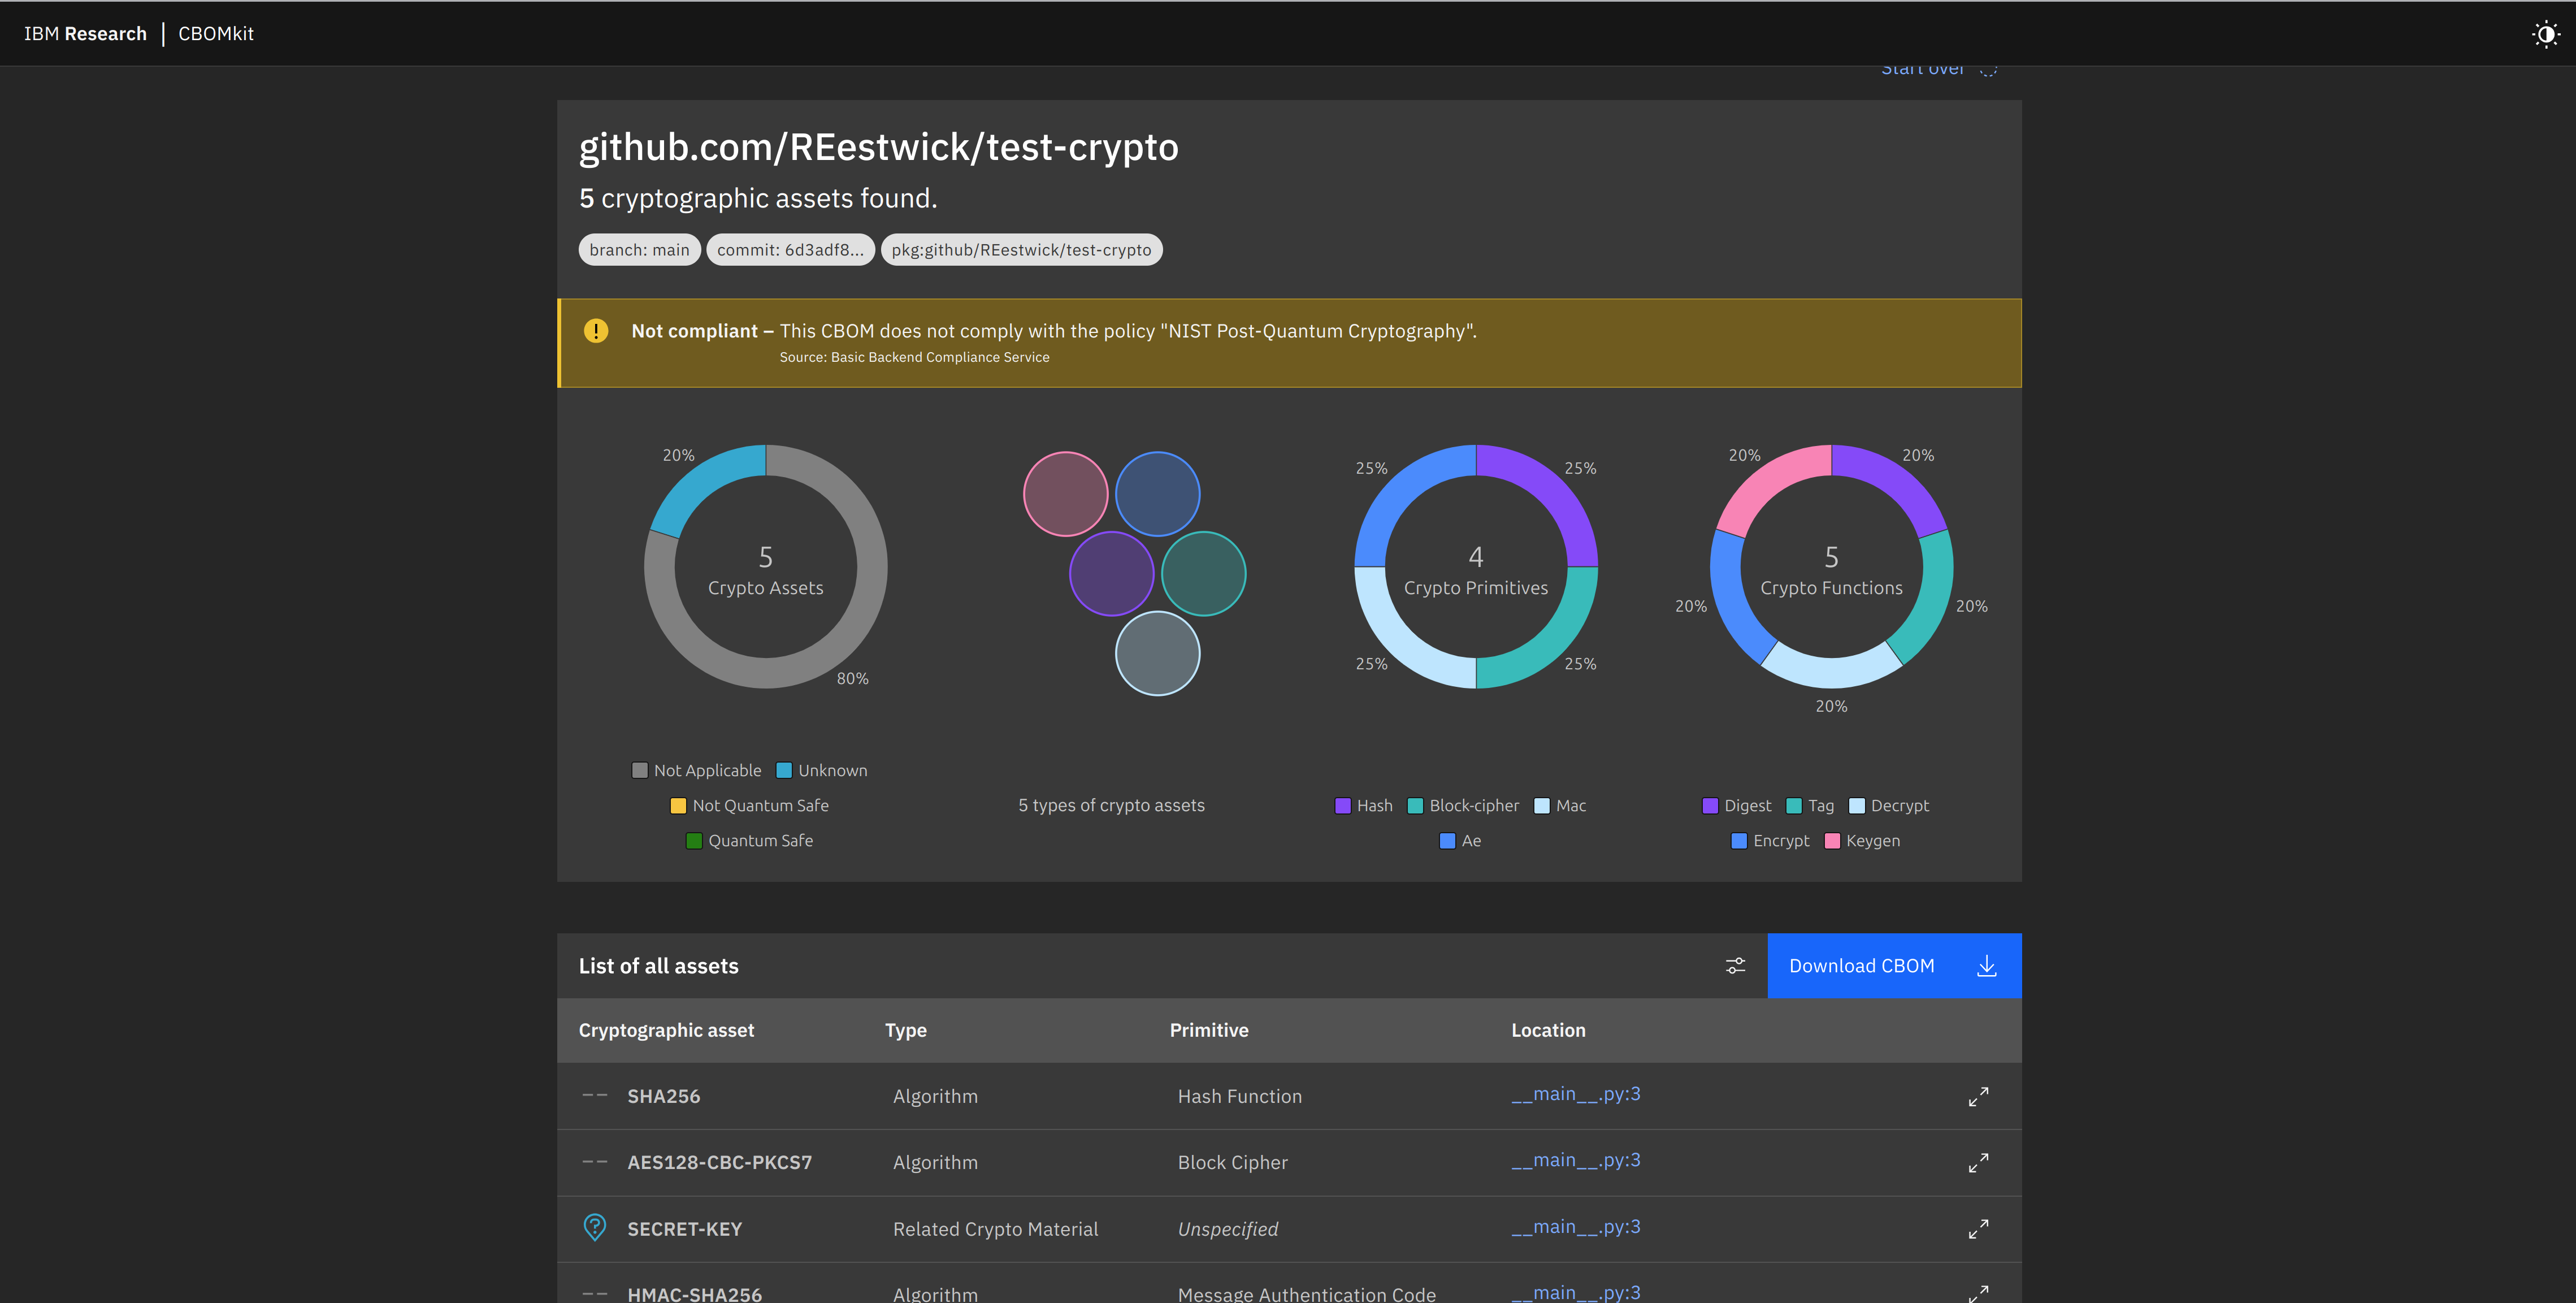 IBM Research | CBOMkit
Start over
github.com/REestwick/test-crypto
5 cryptographic assets found.
branch: main commit: 6d3adf8... pkg:github/REestwick/test-crypto
Not compliant – This CBOM does not comply with the policy "NIST Post-Quantum Cryptography".
Source: Basic Backend Compliance Service
20%
5
Crypto Assets
80%
Not Applicable Unknown
Not Quantum Safe
Quantum Safe
5 types of crypto assets
25% 25%
4
Crypto Primitives
25% 25%
Hash Block-cipher Mac
Ae
20% 20%
5
Crypto Functions
20% 20%
20%
Digest Tag Decrypt
Encrypt Keygen
List of all assets
Download CBOM
Cryptographic asset Type Primitive Location
SHA256 Algorithm Hash Function __main__.py:3
AES128-CBC-PKCS7 Algorithm Block Cipher __main__.py:3
SECRET-KEY Related Crypto Material Unspecified __main__.py:3
HMAC-SHA256 Algorithm Message Authentication Code __main__.py:3